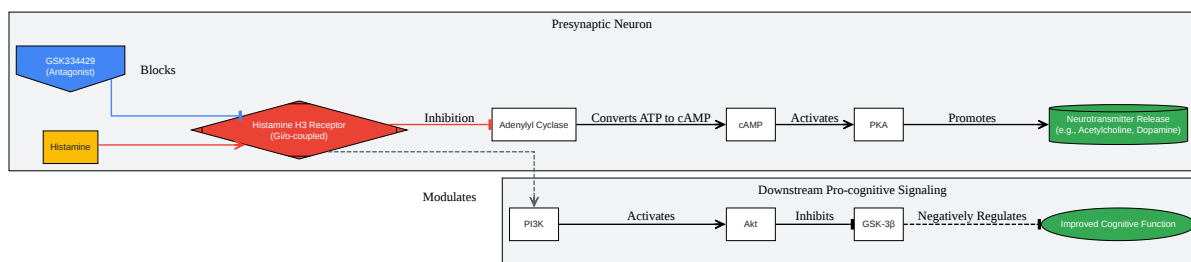 Presynaptic Neuron
GSK334429
(Antagonist)
Blocks
Histamine H3 Receptor
(Gi/o-coupled)
Histamine
Inhibition
Adenylyl Cyclase
Converts ATP to cAMP
cAMP
Activates
PKA
Promotes
Neurotransmitter Release
(e.g., Acetylcholine, Dopamine)
Modulates
Downstream Pro-cognitive Signaling
PI3K
Activates
Akt
Inhibits
GSK-3β
Negatively Regulates
Improved Cognitive Function